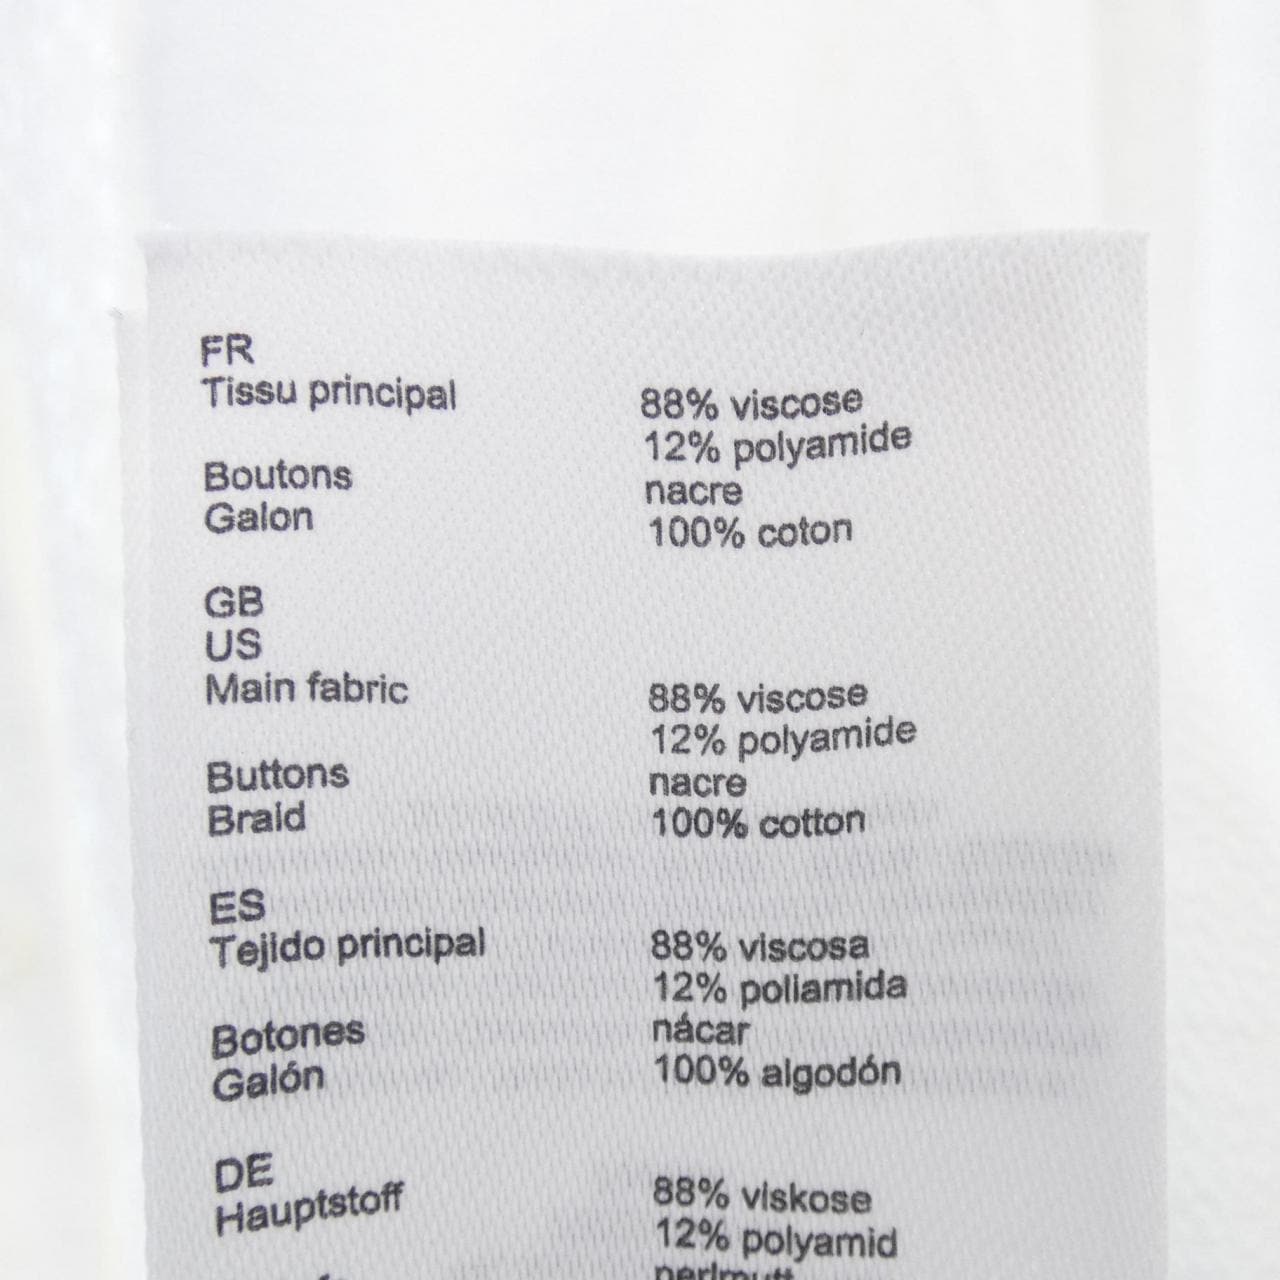 FR
Tissu principal 88% viscose
12% polyamide
Boutons nacre
Galon 100% coton
GB
US
Main fabric 88% viscose
12% polyamide
Buttons nacre
Braid 100% cotton
ES
Tejido principal 88% viscosa
12% poliamida
Botones nácar
Galón 100% algodón
DE
Hauptstoff 88% viskose
12% polyamid
perlmutt